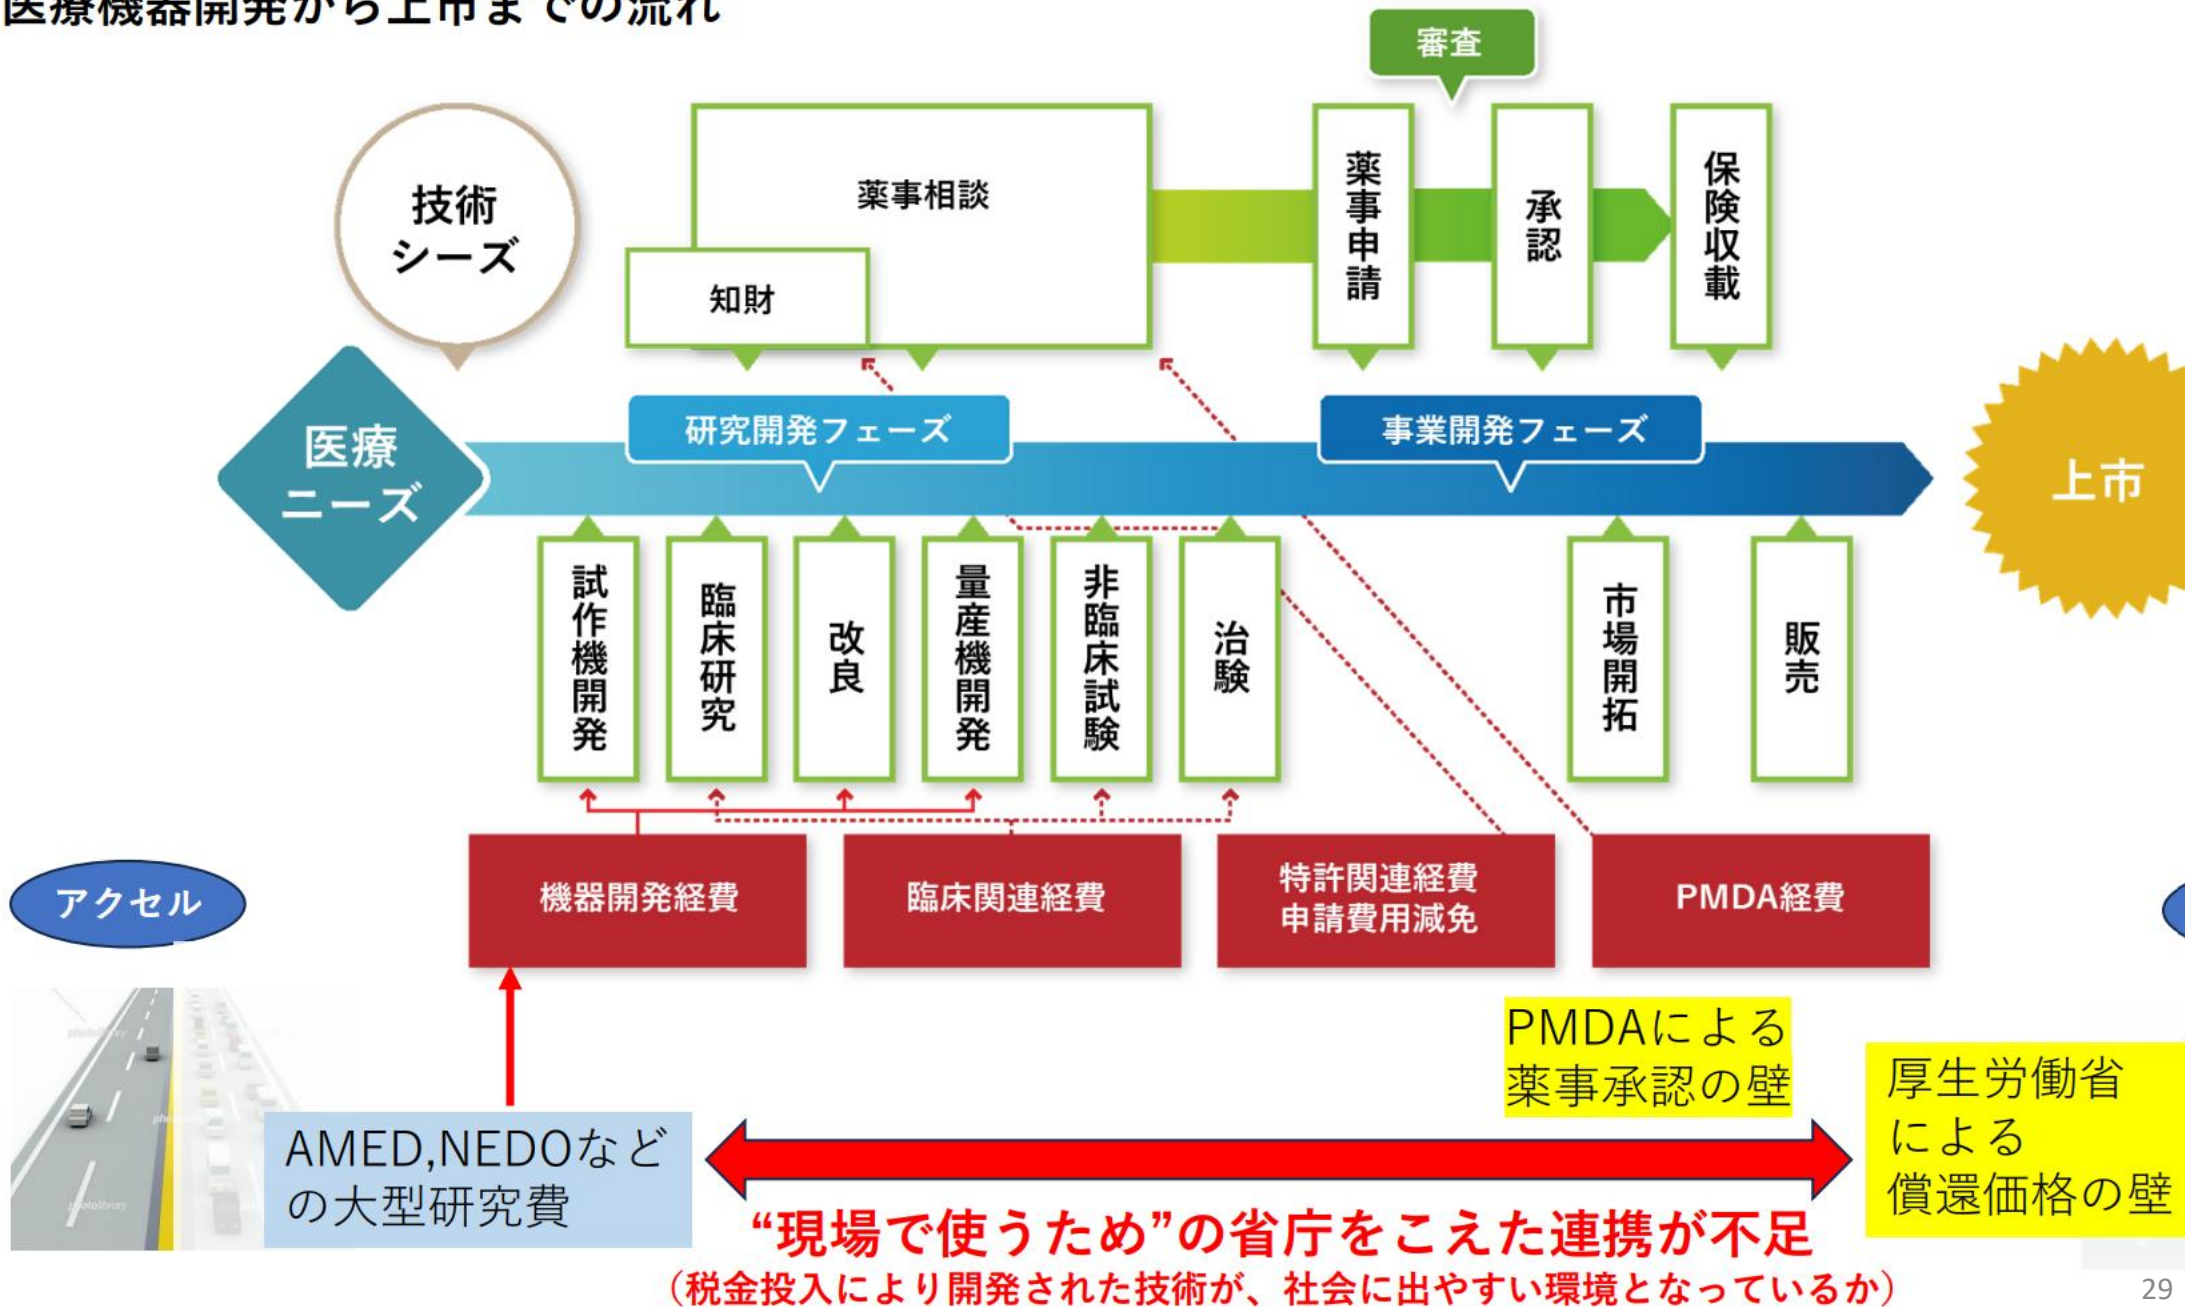 医療機器開発から上市までの流れ
審査
技術
シーズ
薬事相談
知財
薬事申請
承認
保険収載
医療
ニーズ
研究開発フェーズ
事業開発フェーズ
上市
試作機開発
臨床研究
改良
量産機開発
非臨床試験
治験
市場開拓
販売
アクセル
機器開発経費
臨床関連経費
特許関連経費
申請費用減免
PMDA経費
photolibrary
photolibrary
PMDAによる
薬事承認の壁
厚生労働省
による
償還価格の壁
AMED,NEDOなど
の大型研究費
“現場で使うため”の省庁をこえた連携が不足
（税金投入により開発された技術が、社会に出やすい環境となっているか）
29